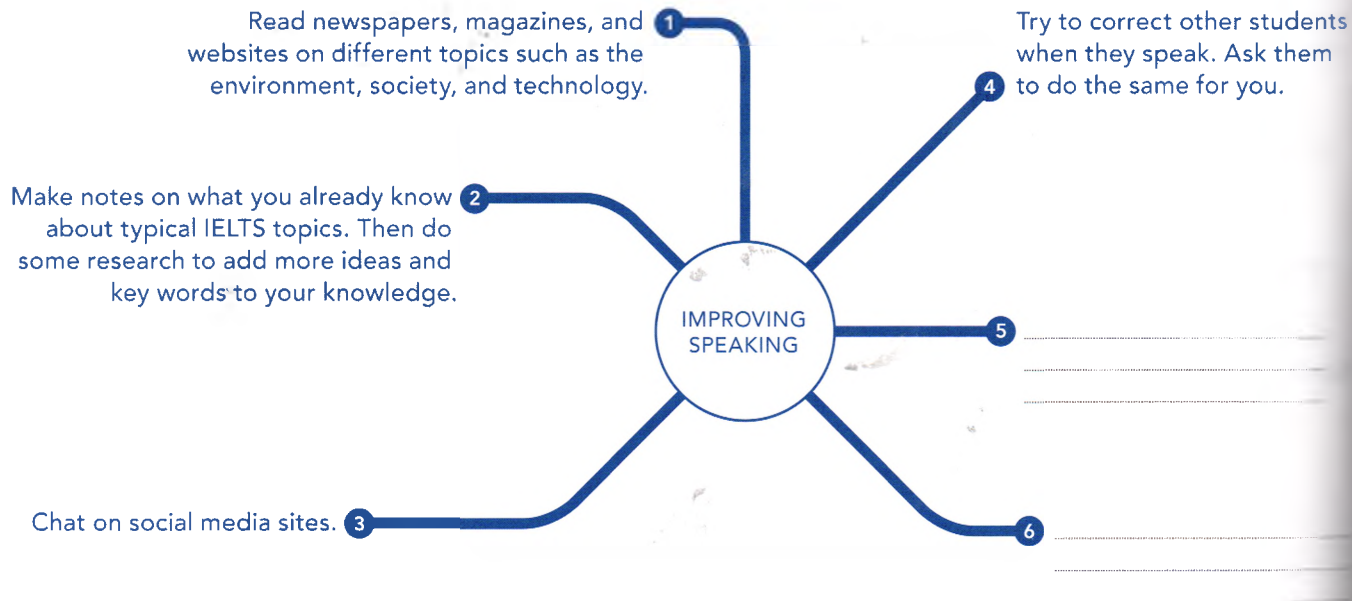 1
Read newspapers, magazines, and
websites on different topics such as the
environment, society, and technology.
2
Make notes on what you already know
about typical IELTS topics. Then do
some research to add more ideas and
key words to your knowledge.
3
Chat on social media sites.
IMPROVING
SPEAKING
4
Try to correct other students
when they speak. Ask them
to do the same for you.
5
6